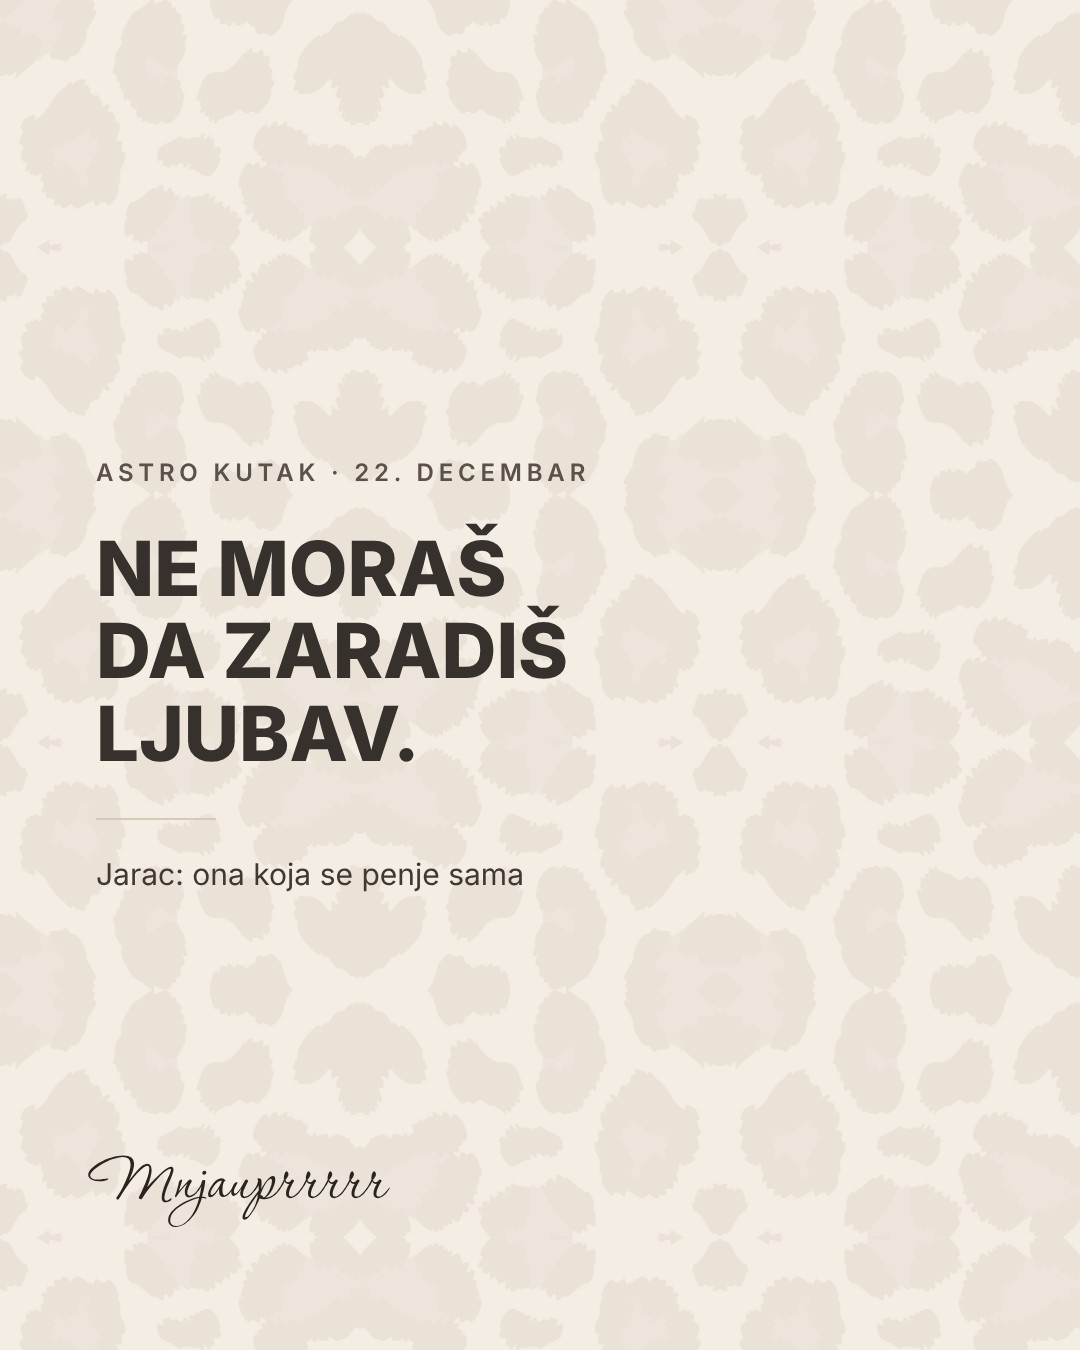 ASTRO KUTAK · 22. DECEMBAR
NE MORAŠ
DA ZARADIŠ
LJUBAV.
Jarac: ona koja se penje sama
Mnjauprrrrr